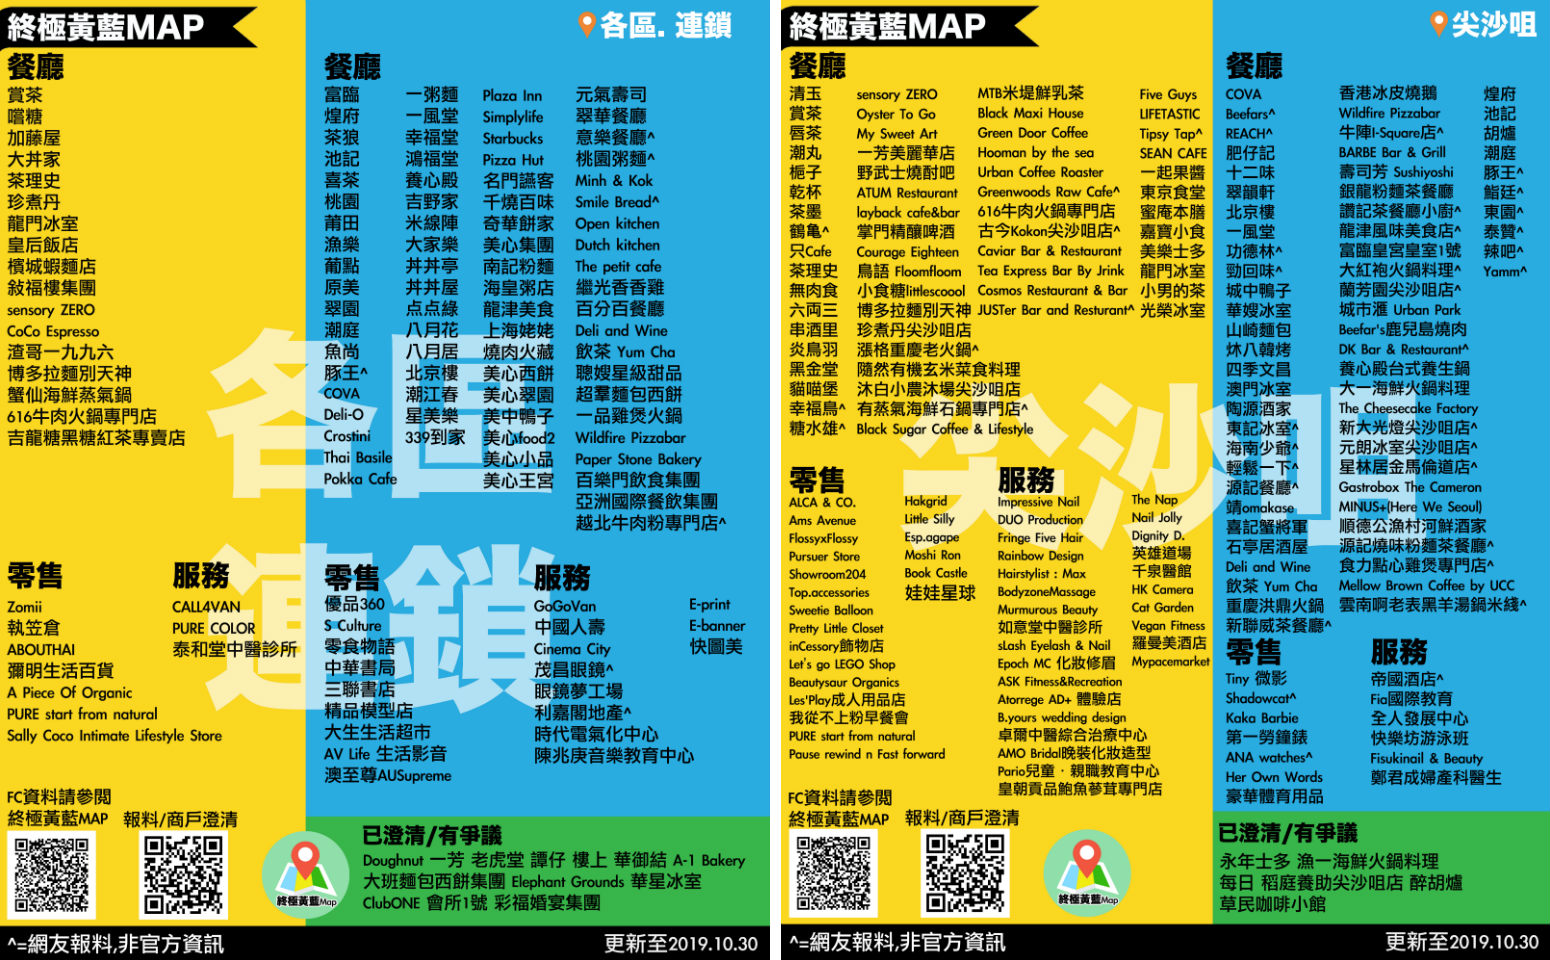 終極黃藍MAP
各區. 連鎖
餐廳
賞茶
嚐糖
加藤屋
大丼家
茶理史
珍煮丹
龍門冰室
皇后飯店
檳城蝦麵店
敍福樓集團
sensory ZERO
CoCo Espresso
渣哥一九九六
博多拉麵別天神
蟹仙海鮮蒸氣鍋
616牛肉火鍋專門店
吉龍糖黑糖紅茶專賣店
零售
Zomii
執笠倉
ABOUTHAI
彌明生活百貨
A Piece Of Organic
PURE start from natural
Sally Coco Intimate Lifestyle Store
服務
CALL4VAN
PURE COLOR
泰和堂中醫診所
餐廳
富臨
煌府
茶狼
池記
喜茶
桃園
莆田
漁樂
葡點
原美
翠園
潮庭
魚尚
豚王^
COVA
Deli-O
Crostini
Thai Basile
Pokka Cafe
一粥麵
一風堂
幸福堂
鴻福堂
養心殿
吉野家
米線陣
大家樂
丼丼亭
丼丼屋
点点綠
八月花
八月居
北京樓
潮江春
星美樂
339到家
Plaza Inn
Simplylife
Starbucks
Pizza Hut
名門讌客
千燒百味
奇華餅家
美心集團
南記粉麵
海皇粥店
龍津美食
上海姥姥
燒肉火藏
美心西餅
美心翠園
美中鴨子
美心food2
美心小品
美心王宮
元氣壽司
翠華餐廳
意樂餐廳^
桃園粥麵^
Minh & Kok
Smile Bread^
Open kitchen
Dutch kitchen
The petit cafe
繼光香香雞
百分百餐廳
Deli and Wine
飲茶 Yum Cha
聰嫂星級甜品
超羣麵包西餅
一品雞煲火鍋
Wildfire Pizzabar
Paper Stone Bakery
百樂門飲食集團
亞洲國際餐飲集團
越北牛肉粉專門店^
各區
連鎖
零售
優品360
S Culture
零食物語
中華書局
三聯書店
精品模型店
大生生活超市
AV Life 生活影音
澳至尊AUSupreme
服務
GoGoVan
中國人壽
Cinema City
茂昌眼鏡^
眼鏡夢工場
利嘉閣地產^
時代電氣化中心
陳兆庚音樂教育中心
E-print
E-banner
快圖美
FC資料請參閱
終極黃藍MAP
報料/商戶澄清
終極黃藍Map
已澄清/有爭議
Doughnut 一芳 老虎堂 譚仔 樓上 華御結 A-1 Bakery
大班麵包西餅集團 Elephant Grounds 華星冰室
ClubONE 會所1號 彩福婚宴集團
^=網友報料,非官方資訊
更新至2019.10.30
終極黃藍MAP
尖沙咀
餐廳
清玉
賞茶
唇茶
潮丸
梔子
乾杯
茶墨
鶴亀^
只Cafe
茶理史
無肉食
六両三
串酒里
炎鳥羽
黑金堂
貓喵堡
幸福鳥^
糖水雄^
sensory ZERO
Oyster To Go
My Sweet Art
一芳美麗華店
野武士燒酎吧
ATUM Restaurant
layback cafe&bar
掌門精釀啤酒
Courage Eighteen
鳥語 Floomfloom
小食糖littlescoool
博多拉麵別天神
珍煮丹尖沙咀店
漲格重慶老火鍋^
隨然有機玄米菜食料理
沐白小農沐場尖沙咀店
有蒸氣海鮮石鍋專門店^
Black Sugar Coffee & Lifestyle
MTB米堤鮮乳茶
Black Maxi House
Green Door Coffee
Hooman by the sea
Urban Coffee Roaster
Greenwoods Raw Cafe^
616牛肉火鍋專門店
古今Kokon尖沙咀店^
Caviar Bar & Restaurant
Tea Express Bar By Jrink
Cosmos Restaurant & Bar
JUSTer Bar and Resturant^
Five Guys
LIFETASTIC
Tipsy Tap^
SEAN CAFE
一起果醬
東京食堂
蜜庵本膳
嘉寶小食
美樂士多
龍門冰室
小男的茶
光榮冰室
零售
ALCA & CO.
Ams Avenue
FlossyxFlossy
Pursuer Store
Showroom204
Top.accessories
Sweetie Balloon
Pretty Little Closet
inCessory飾物店
Let's go LEGO Shop
Beautysaur Organics
Les'Play成人用品店
我從不上粉早餐會
PURE start from natural
Pause rewind n Fast forward
Hakgrid
Little Silly
Esp.agape
Moshi Ron
Book Castle
娃娃星球
服務
Impressive Nail
DUO Production
Fringe Five Hair
Rainbow Design
Hairstylist : Max
BodyzoneMassage
Murmurous Beauty
如意堂中醫診所
sLash Eyelash & Nail
Epoch MC 化妝修眉
ASK Fitness&Recreation
Atorrege AD+ 體驗店
B.yours wedding design
卓爾中醫綜合治療中心
AMO Bridal晚裝化妝造型
Pario兒童‧親職教育中心
皇朝貢品鮑魚蔘茸專門店
The Nap
Nail Jolly
Dignity D.
英雄道場
千泉醫館
HK Camera
Cat Garden
Vegan Fitness
羅曼美酒店
Mypacemarket
餐廳
COVA
Beefars^
REACH^
肥仔記
十二味
翠韻軒
北京樓
一風堂
功德林^
勁回味^
城中鴨子
華嫂冰室
山崎麵包
炑八韓烤
四季文昌
澳門冰室
陶源酒家
東記冰室^
海南少爺^
輕鬆一下^
源記餐廳^
靖omakase
喜記蟹將軍
石亭居酒屋
Deli and Wine
飲茶 Yum Cha
重慶洪鼎火鍋
新聯威茶餐廳^
香港冰皮燒鵝
Wildfire Pizzabar
牛陣I-Square店^
BARBE Bar & Grill
壽司芳 Sushiyoshi
銀龍粉麵茶餐廳
讚記茶餐廳小廚^
龍津風味美食店^
富臨皇宮皇室1號
大紅袍火鍋料理^
蘭芳園尖沙咀店^
城市滙 Urban Park
Beefar's鹿兒島燒肉
DK Bar & Restaurant^
養心殿台式養生鍋
大一海鮮火鍋料理
The Cheesecake Factory
新大光燈尖沙咀店^
元朗冰室尖沙咀店^
星林居金馬倫道店^
Gastrobox The Cameron
MINUS+(Here We Seoul)
順德公漁村河鮮酒家
源記燒味粉麵茶餐廳^
食力點心雞煲專門店^
Mellow Brown Coffee by UCC
雲南啊老表黑羊湯鍋米綫^
煌府
池記
胡爐
潮庭
豚王^
鮨廷^
東園^
泰贊^
辣吧^
Yamm^
尖沙咀
零售
Tiny 微影
Shadowcat^
Kaka Barbie
第一勞鐘錶
ANA watches^
Her Own Words
豪華體育用品
服務
帝國酒店^
Fia國際教育
全人發展中心
快樂坊游泳班
Fisukinail & Beauty
鄭君成婦產科醫生
FC資料請參閱
終極黃藍MAP
報料/商戶澄清
終極黃藍Map
已澄清/有爭議
永年士多 漁一海鮮火鍋料理
每日 稻庭養助尖沙咀店 醉胡爐
草民咖啡小館
^=網友報料,非官方資訊
更新至2019.10.30